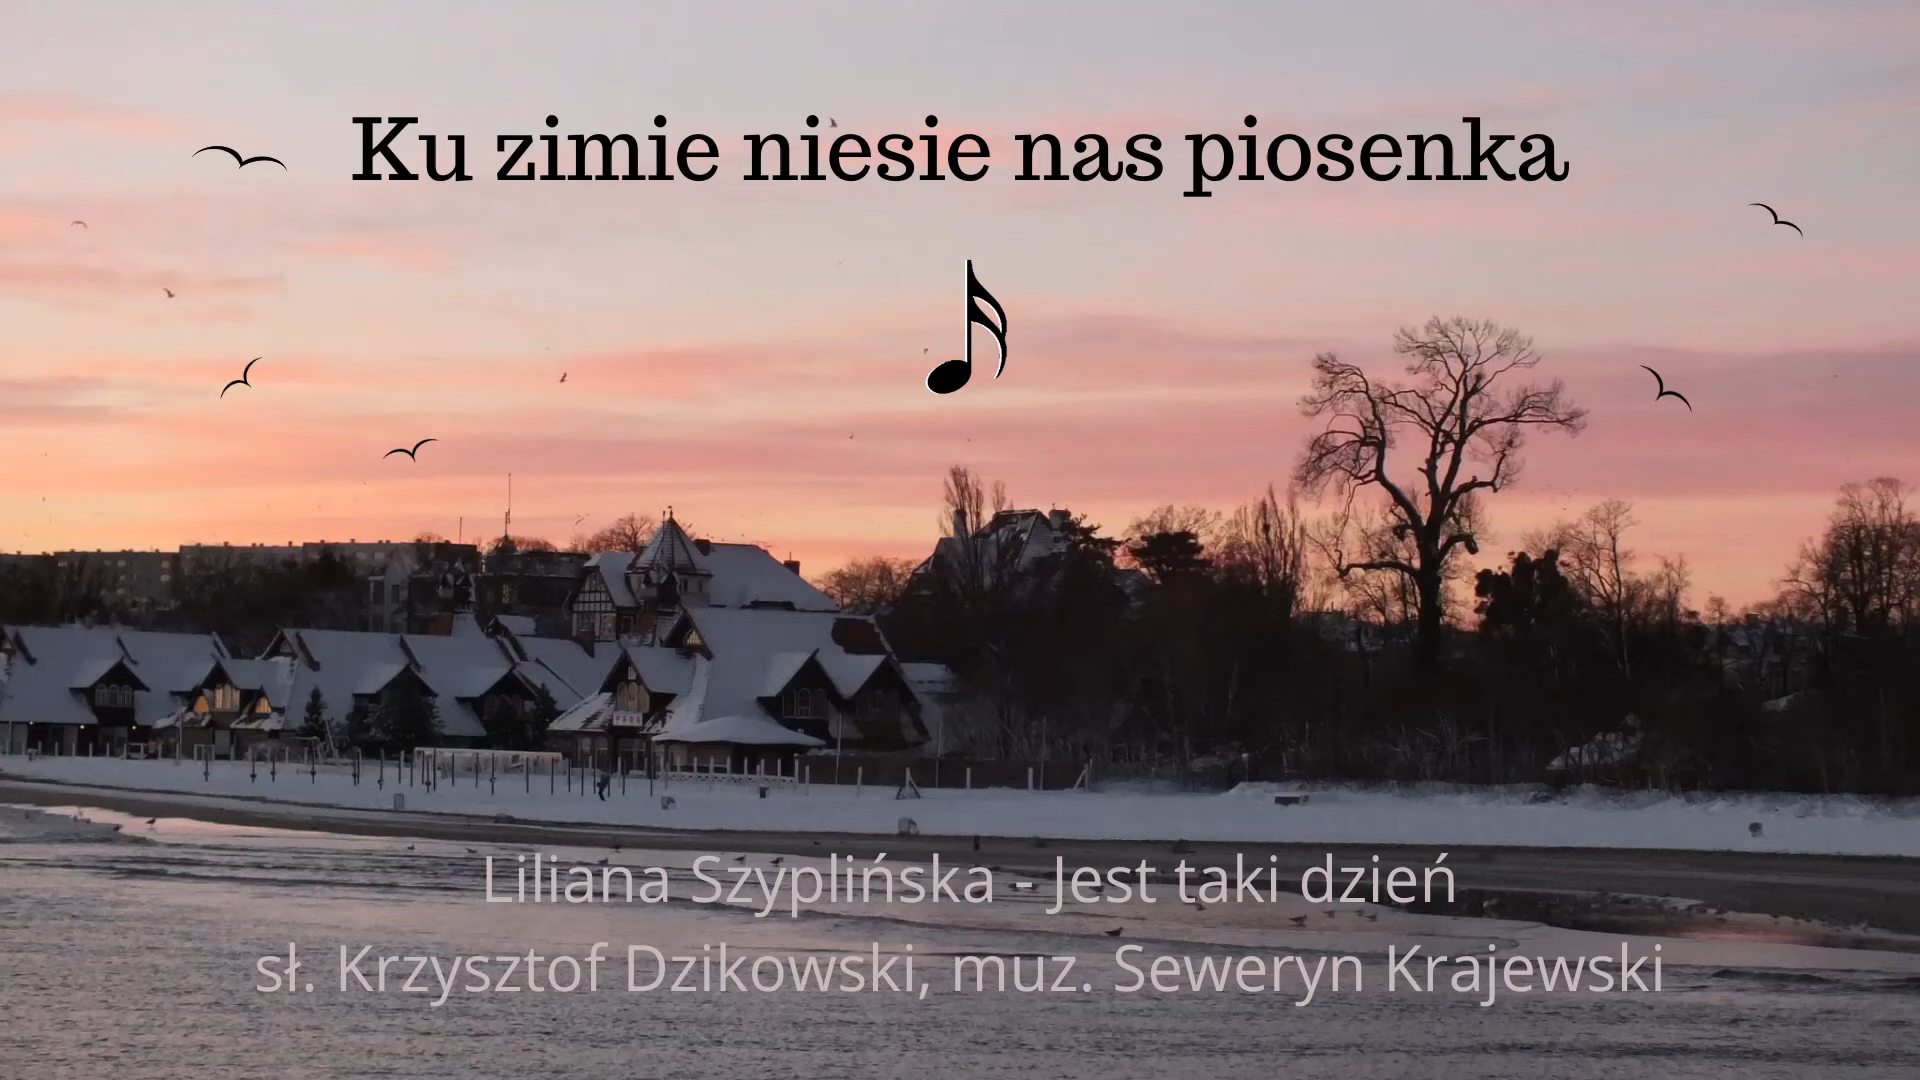 Ku zimie niesie nas piosenka
Liliana Szyplińska - Jest taki dzień
sł. Krzysztof Dzikowski, muz. Seweryn Krajewski